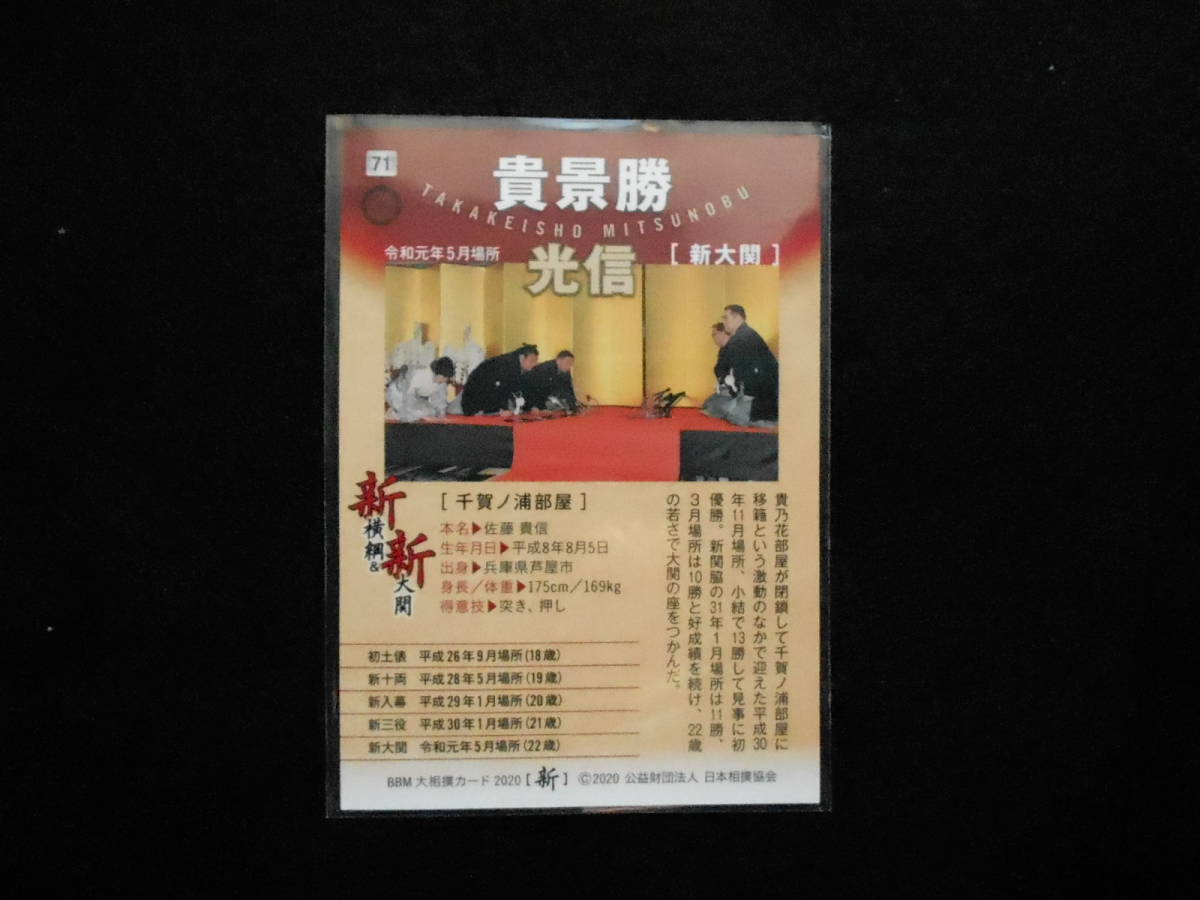 71
貴景勝
TAKAKEISHO MITSUNOBU
光信
令和元年5月場所
[ 新大関 ]
新横綱&
新大関
[ 千賀ノ浦部屋 ]
本名▶佐藤 貴信
生年月日▶平成8年8月5日
出身▶兵庫県芦屋市
身長／体重▶175cm／169kg
得意技▶突き、押し
貴乃花部屋が閉鎖して千賀ノ浦部屋に
移籍という激動のなかで迎えた平成30
年11月場所、小結で13勝して見事に初
優勝。新関脇の31年1月場所は11勝、
3月場所は10勝と好成績を続け、22歳
の若さで大関の座をつかんだ。
初土俵 平成26年9月場所(18歳)
新十両 平成28年5月場所(19歳)
新入幕 平成29年1月場所(20歳)
新三役 平成30年1月場所(21歳)
新大関 令和元年5月場所(22歳)
BBM 大相撲カード 2020 [ 新 ] ©2020 公益財団法人 日本相撲協会